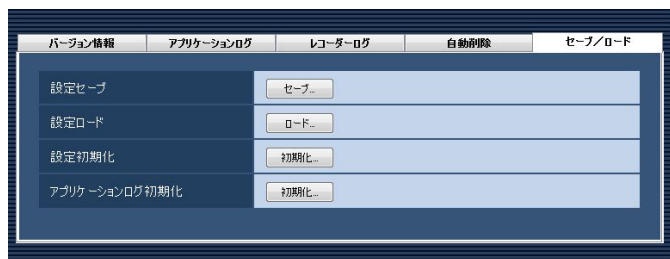 バージョン情報 アプリケーションログ レコーダーログ 自動削除 セーブ／ロード
設定セーブ セーブ...
設定ロード ロード...
設定初期化 初期化...
アプリケーションログ初期化 初期化...